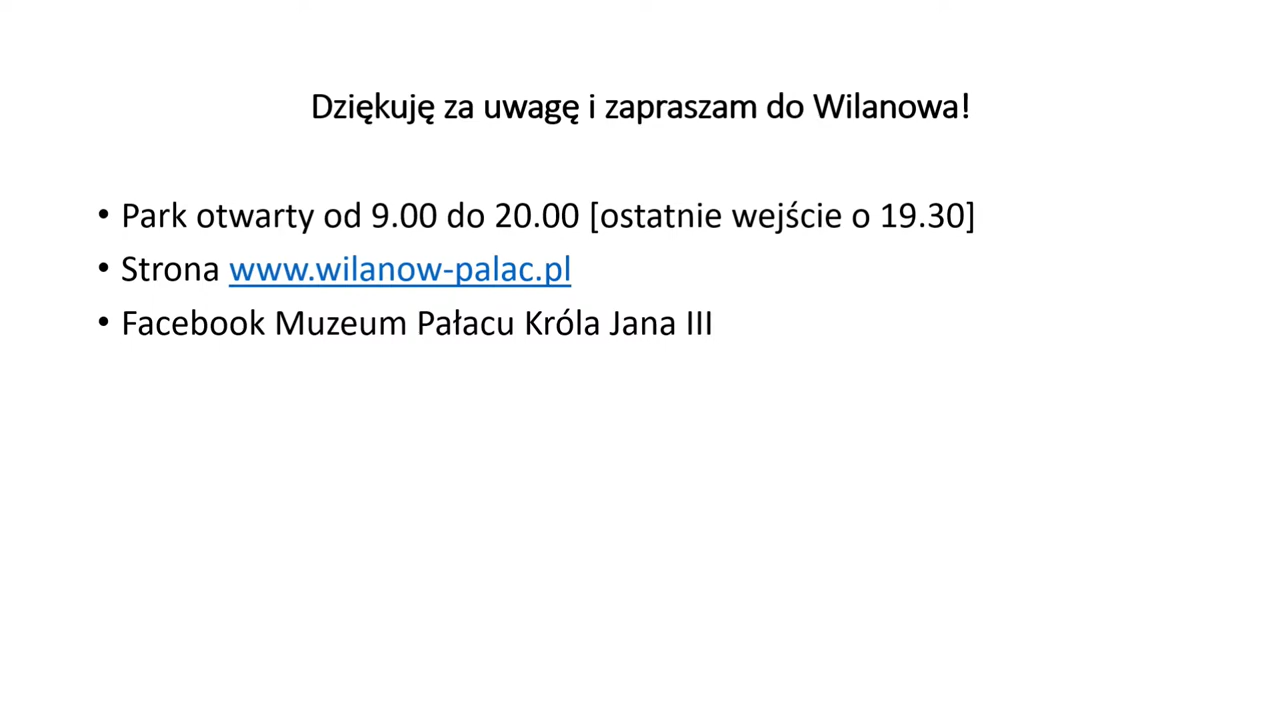 Dziękuję za uwagę i zapraszam do Wilanowa!
• Park otwarty od 9.00 do 20.00 [ostatnie wejście o 19.30]
• Strona www.wilanow-palac.pl
• Facebook Muzeum Pałacu Króla Jana III